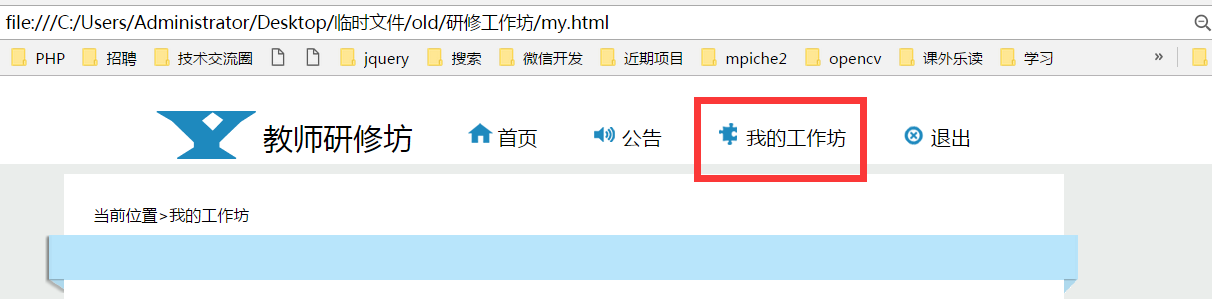 file:///C:/Users/Administrator/Desktop/临时文件/old/研修工作坊/my.html
PHP 招聘 技术交流圈 jquery 搜索 微信开发 近期项目 mpiche2 opencv 课外乐读 学习 »
教师研修坊 首页 公告 我的工作坊 退出
当前位置>我的工作坊